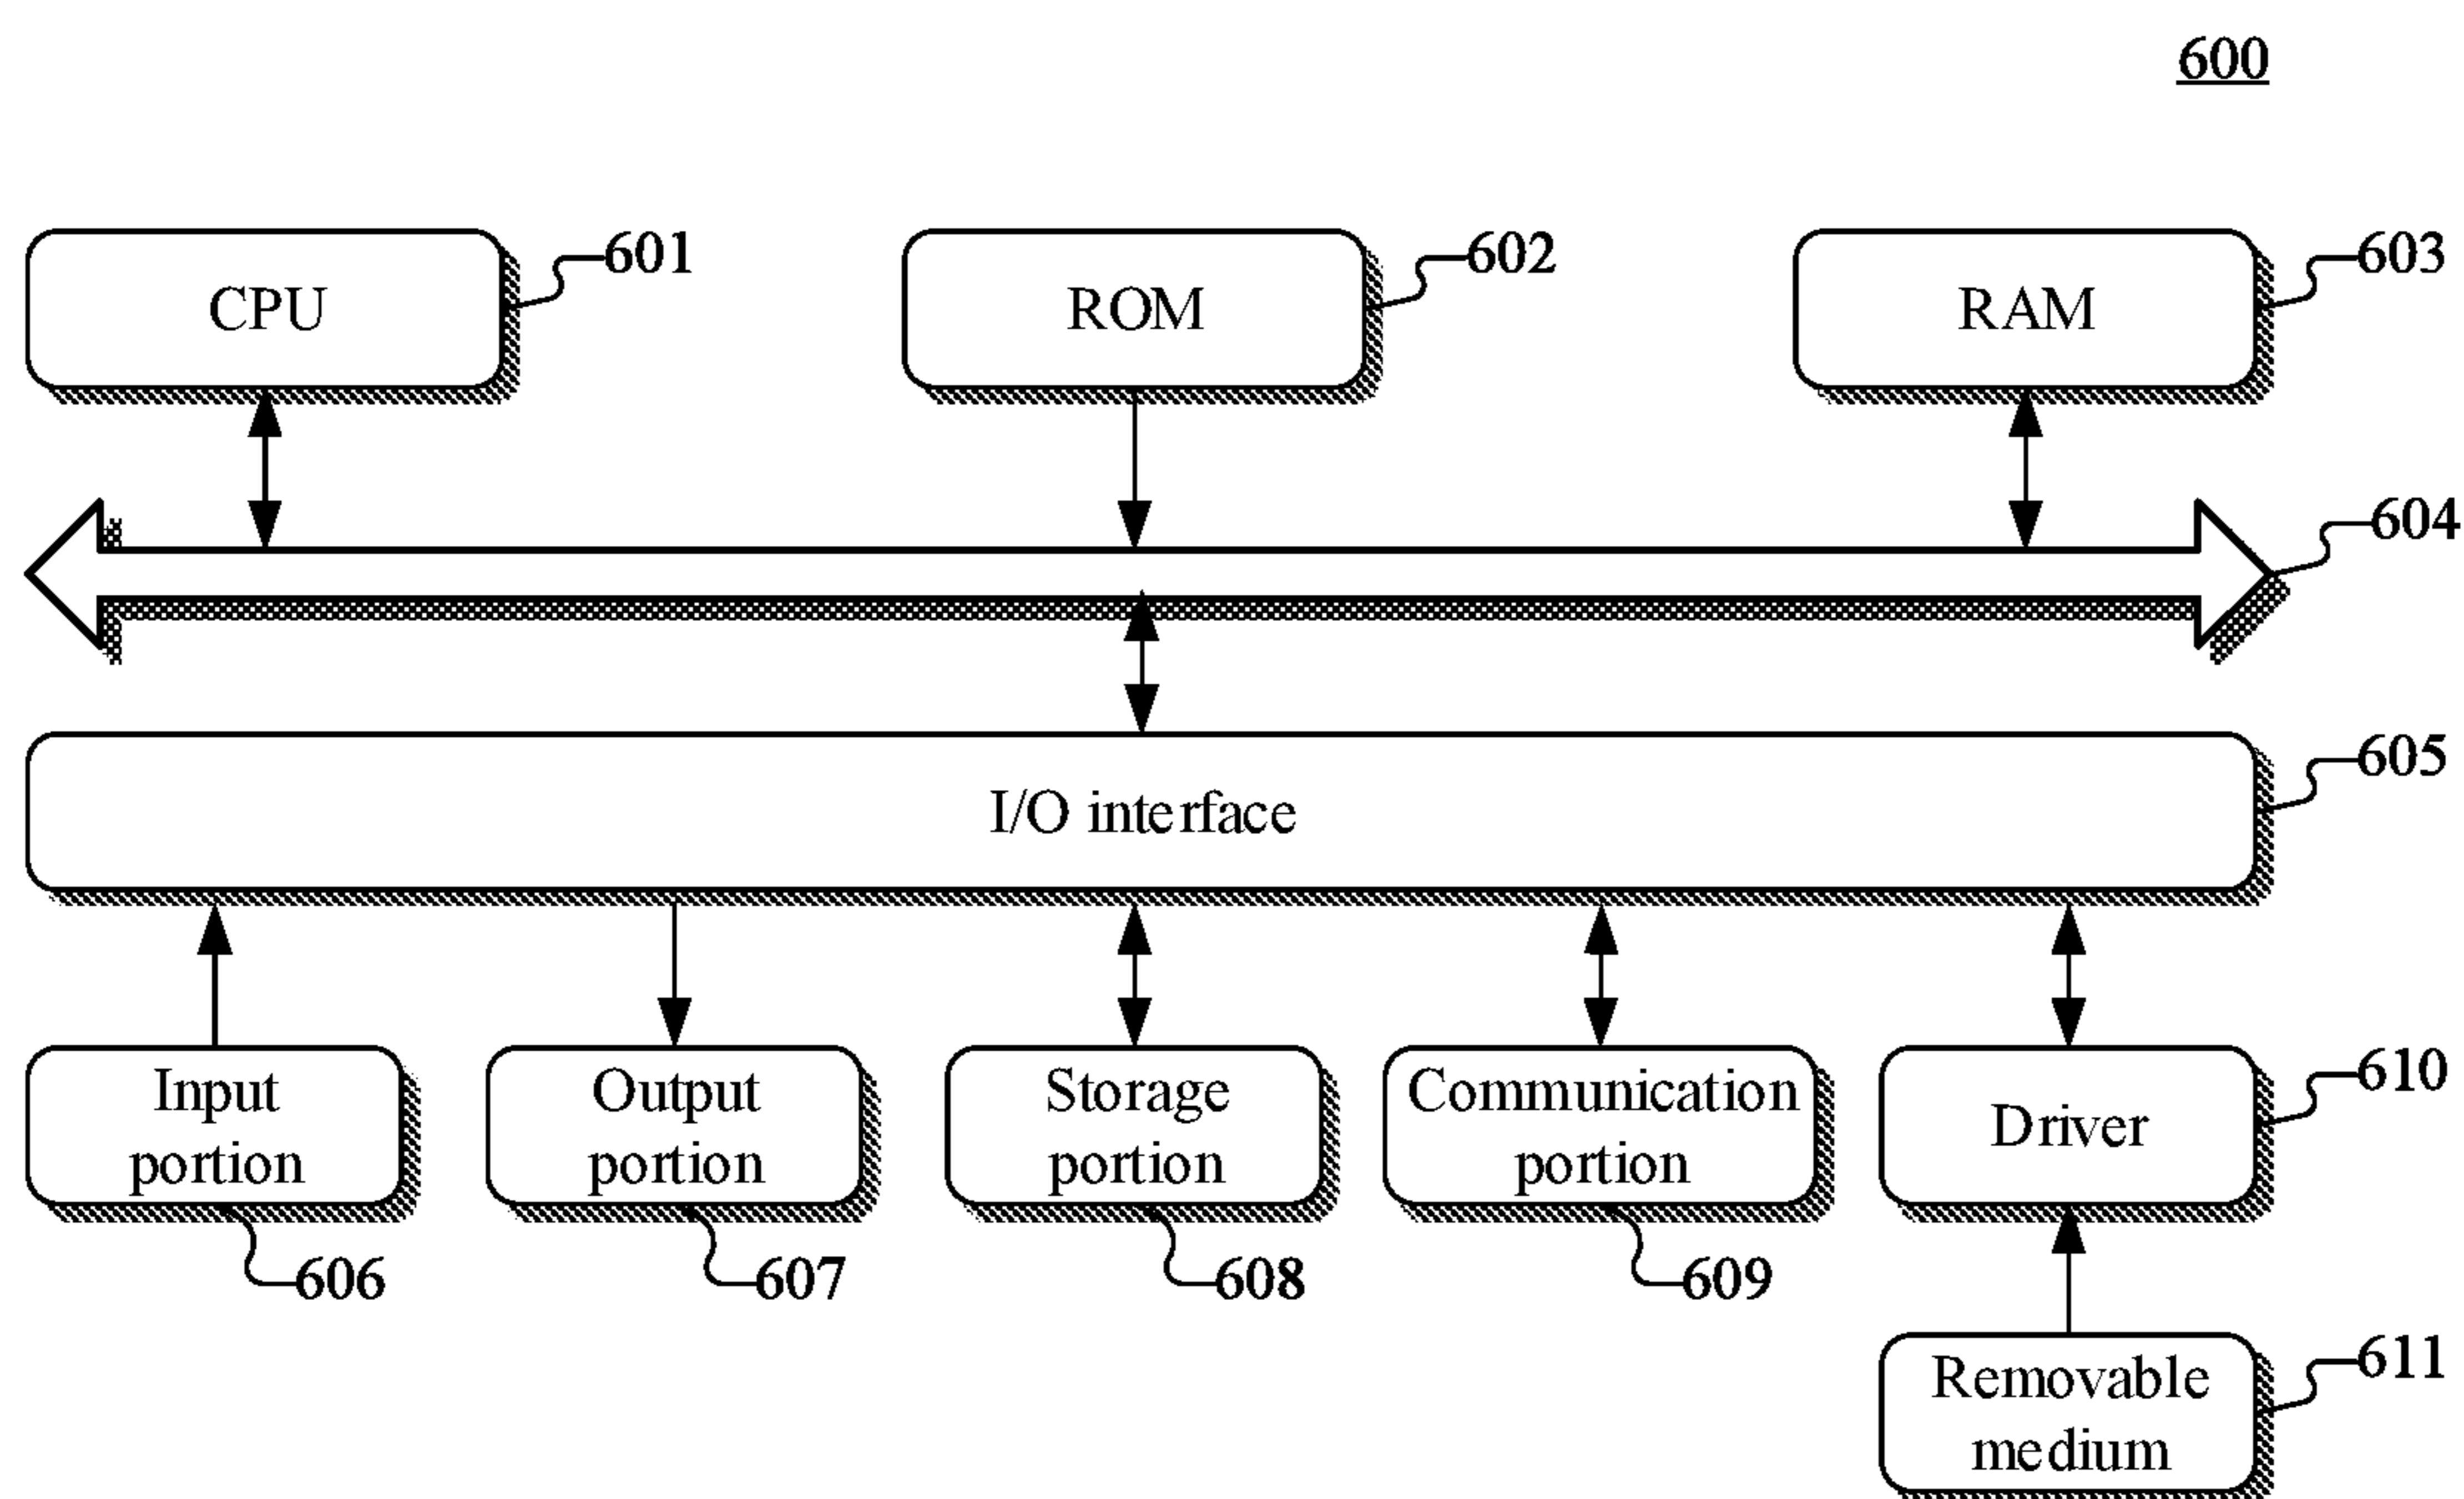 600
CPU
601
ROM
602
RAM
603
604
I/O interface
605
Input
portion
606
Output
portion
607
Storage
portion
608
Communication
portion
609
Driver
610
Removable
medium
611